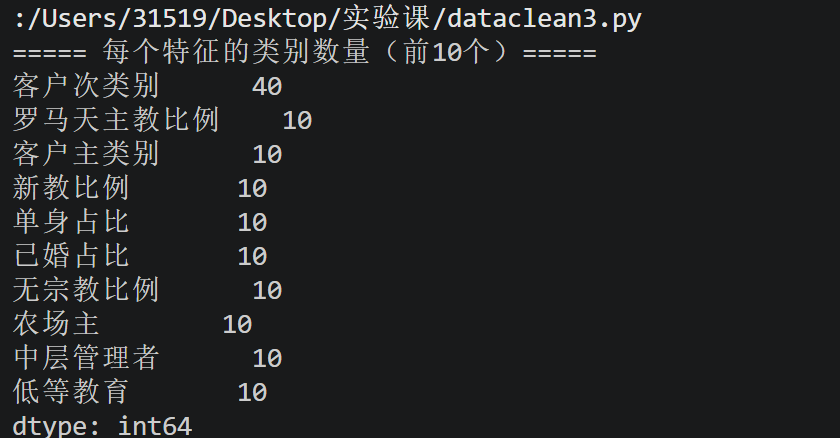 :/Users/31519/Desktop/实验课/dataclean3.py
===== 每个特征的类别数量（前10个）=====
客户次类别 40
罗马天主教比例 10
客户主类别 10
新教比例 10
单身占比 10
已婚占比 10
无宗教比例 10
农场主 10
中层管理者 10
低等教育 10
dtype: int64